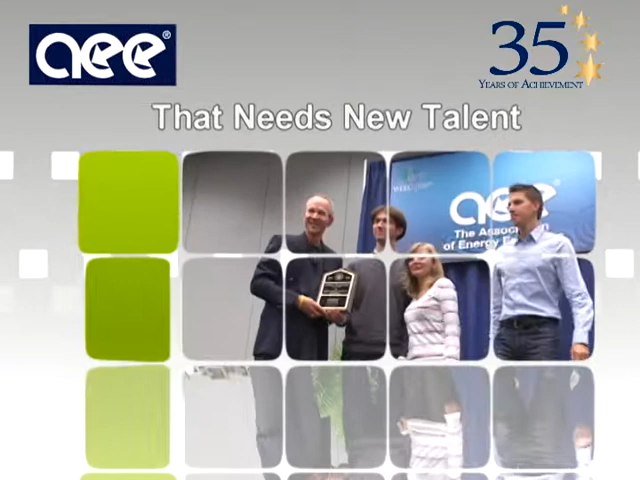 aee®
35
YEARS OF ACHIEVEMENT
That Needs New Talent
aee®
The Association
of Energy